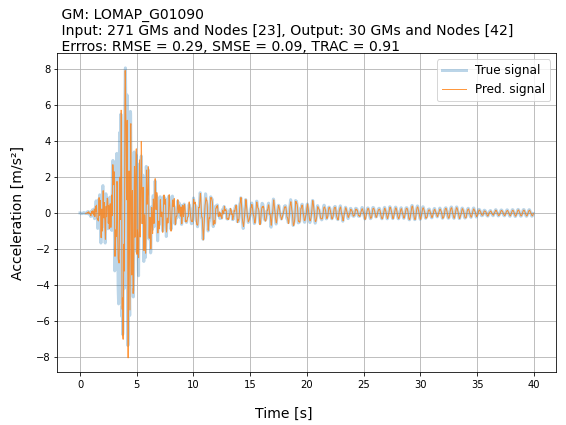 GM: LOMAP_G01090
Input: 271 GMs and Nodes [23], Output: 30 GMs and Nodes [42]
Errros: RMSE = 0.29, SMSE = 0.09, TRAC = 0.91
True signal
Pred. signal
8
6
4
2
0
−2
−4
−6
−8
Acceleration [m/s²]
0 5 10 15 20 25 30 35 40
Time [s]